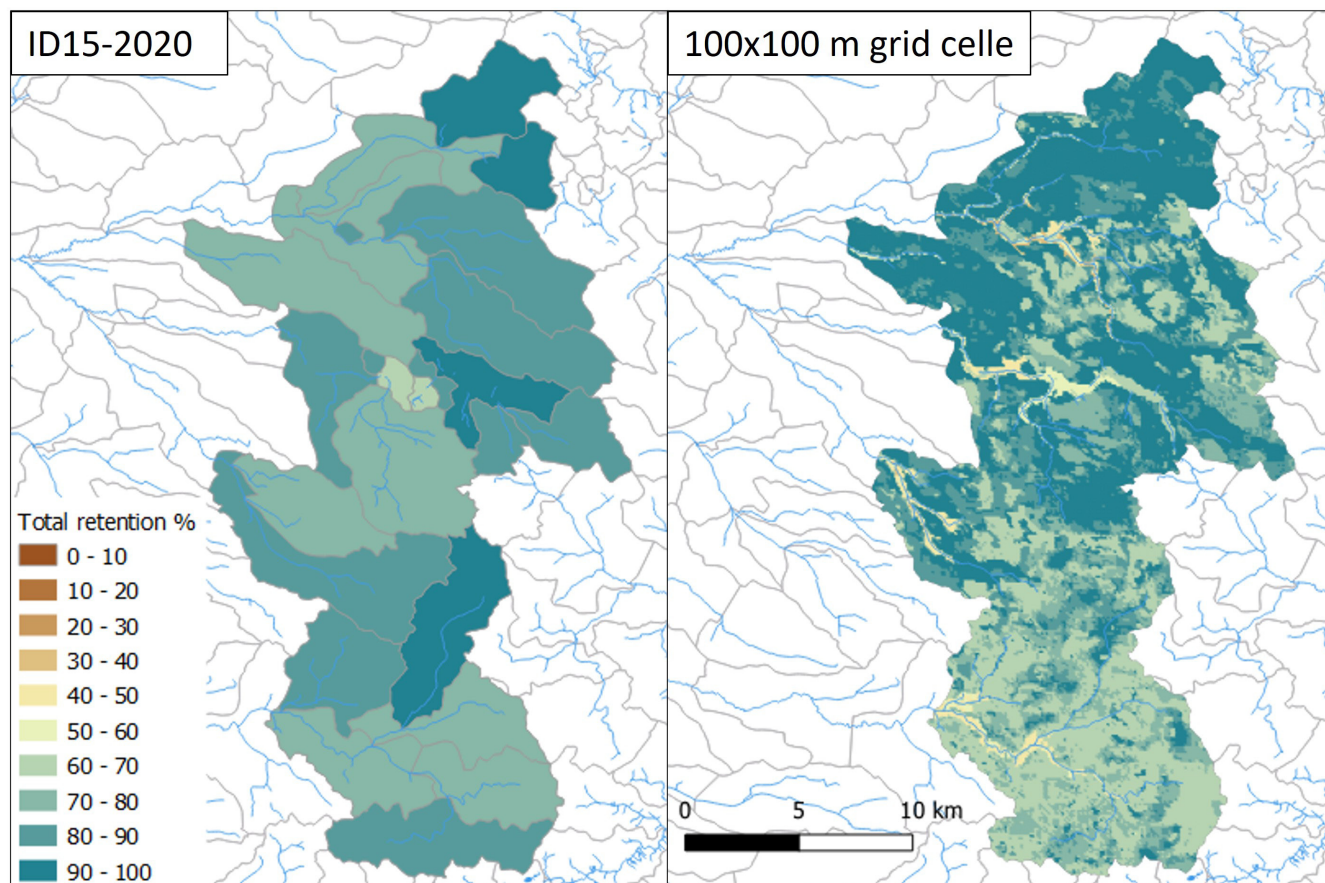 ID15-2020
100x100 m grid celle
Total retention %
0 - 10
10 - 20
20 - 30
30 - 40
40 - 50
50 - 60
60 - 70
70 - 80
80 - 90
90 - 100
0 5 10 km